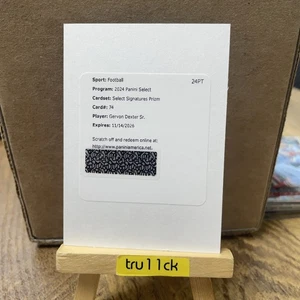 Sport: Football
24PT
Program: 2024 Panini Select
Cardset: Select Signatures Prizm
Card#: 74
Player: Gervon Dexter Sr.
Expires: 11/14/2026
Scratch off and redeem online at:
http://www.paniniamerica.net.
tru11ck